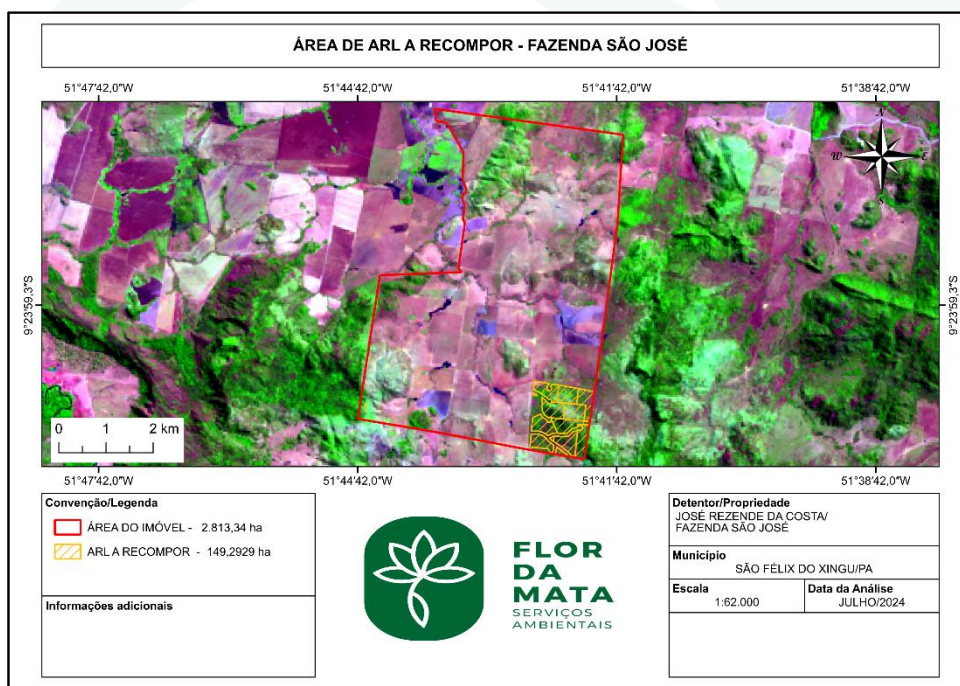 ÁREA DE ARL A RECOMPOR - FAZENDA SÃO JOSÉ
51°47'42,0"W 51°44'42,0"W 51°41'42,0"W 51°38'42,0"W
N
W E
S
9°23'59,3"S 9°23'59,3"S
0 1 2 km
51°47'42,0"W 51°44'42,0"W 51°41'42,0"W 51°38'42,0"W
Convenção/Legenda
ÁREA DO IMÓVEL - 2.813,34 ha
ARL A RECOMPOR - 149,2929 ha
Informações adicionais
FLOR
DA
MATA
SERVIÇOS
AMBIENTAIS
Detentor/Propriedade
JOSÉ REZENDE DA COSTA/
FAZENDA SÃO JOSÉ
Município
SÃO FÉLIX DO XINGU/PA
Escala
1:62.000
Data da Análise
JULHO/2024